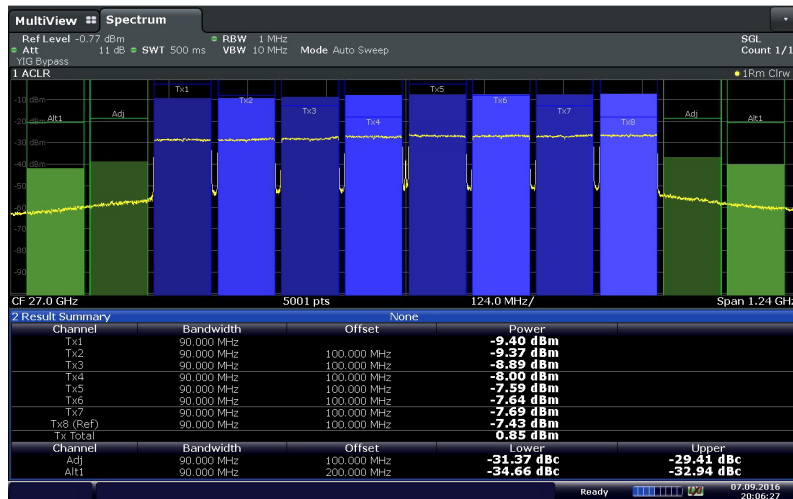 MultiView Spectrum
Ref Level -0.77 dBm RBW 1 MHz SGL
Att 11 dB SWT 500 ms VBW 10 MHz Mode Auto Sweep Count 1/1
YIG Bypass
1 ACLR 1Rm Clrw
Tx1 Tx5
-10 dBm Tx2 Tx6
Alt1 Adj Tx3 Tx7 Adj Alt1
-20 dBm Tx4 Tx8
-30 dBm
-40 dBm
-50
-60
-70
-80
-90
CF 27.0 GHz 5001 pts 124.0 MHz/ Span 1.24 GHz
2 Result Summary None
Channel Bandwidth Offset Power
Tx1 90.000 MHz -9.40 dBm
Tx2 90.000 MHz 100.000 MHz -9.37 dBm
Tx3 90.000 MHz 100.000 MHz -8.89 dBm
Tx4 90.000 MHz 100.000 MHz -8.00 dBm
Tx5 90.000 MHz 100.000 MHz -7.59 dBm
Tx6 90.000 MHz 100.000 MHz -7.64 dBm
Tx7 90.000 MHz 100.000 MHz -7.69 dBm
Tx8 (Ref) 90.000 MHz 100.000 MHz -7.43 dBm
Tx Total 0.85 dBm
Channel Bandwidth Offset Lower Upper
Adj 90.000 MHz 100.000 MHz -31.37 dBc -29.41 dBc
Alt1 90.000 MHz 200.000 MHz -34.66 dBc -32.94 dBc
Ready 07.09.2016
20:06:27